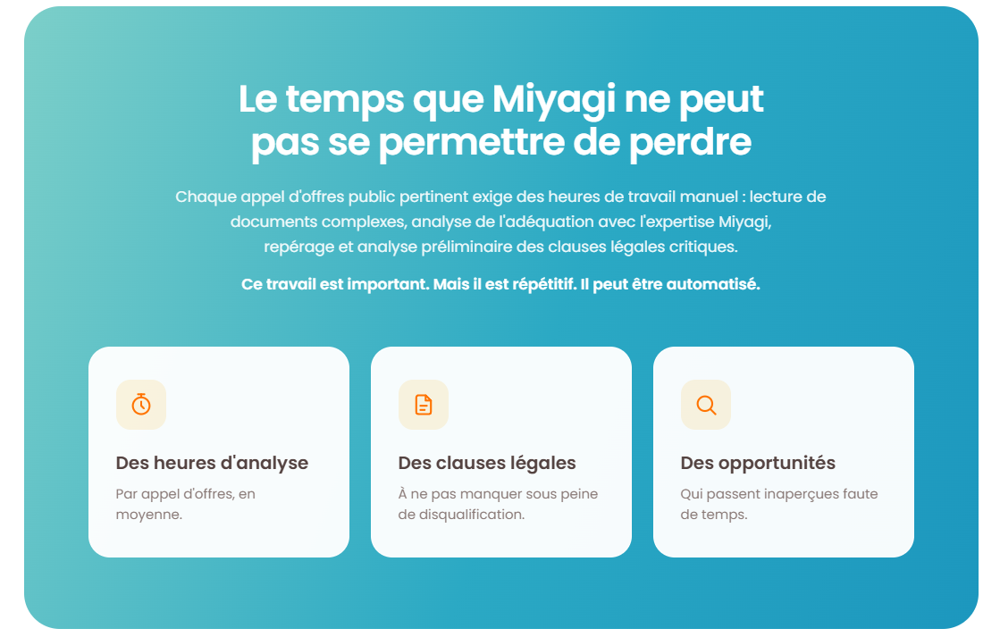 Le temps que Miyagi ne peut
pas se permettre de perdre
Chaque appel d'offres public pertinent exige des heures de travail manuel : lecture de
documents complexes, analyse de l'adéquation avec l'expertise Miyagi,
repérage et analyse préliminaire des clauses légales critiques.
Ce travail est important. Mais il est répétitif. Il peut être automatisé.
Des heures d'analyse
Par appel d'offres, en
moyenne.
Des clauses légales
À ne pas manquer sous peine
de disqualification.
Des opportunités
Qui passent inaperçues faute
de temps.